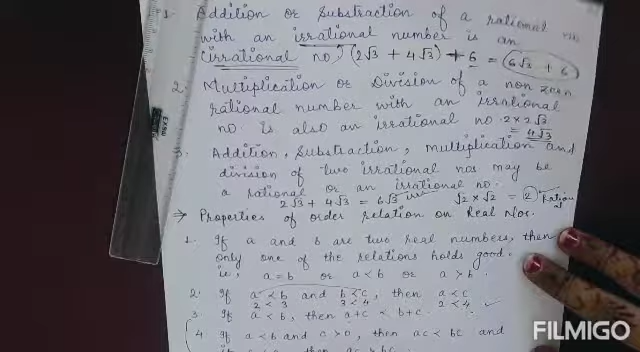 1. Addition or Substraction of a rational no.
with an irrational number is an
irrational no. (2√3 + 4√3) + 6 = 6√3 + 6
2. Multiplication or Division of a non zero
rational number with an irrational
no. is also an irrational no. 2×2√3
= 4√3
3. Addition, Substraction, multiplication and
division of two irrational nos may be
a rational or an irrational no.
2√3 + 4√3 = 6√3 irr √2×√2 = 2 Rational
⇒ Properties of order relation on Real Nos.
1. If a and b are two real numbers, then
only one of the relations holds good.
i.e. a=b or a<b or a>b.
2. If a<b and b<c, then a<c
2<3 3<4 2<4
3. If a<b, then a+c < b+c.
4. If a<b and c>0, then ac<bc and
then ac>bc.
EXSO
FILMIGO